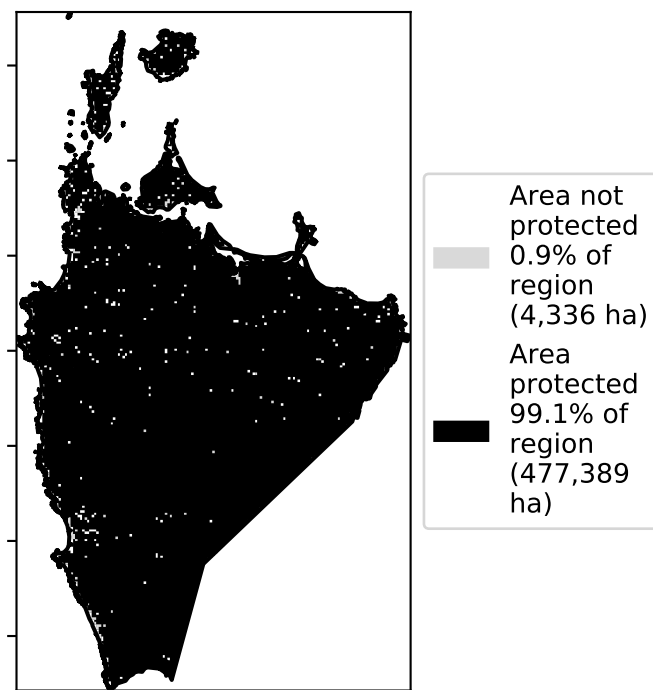 Area not
protected
0.9% of
region
(4,336 ha)
Area
protected
99.1% of
region
(477,389
ha)